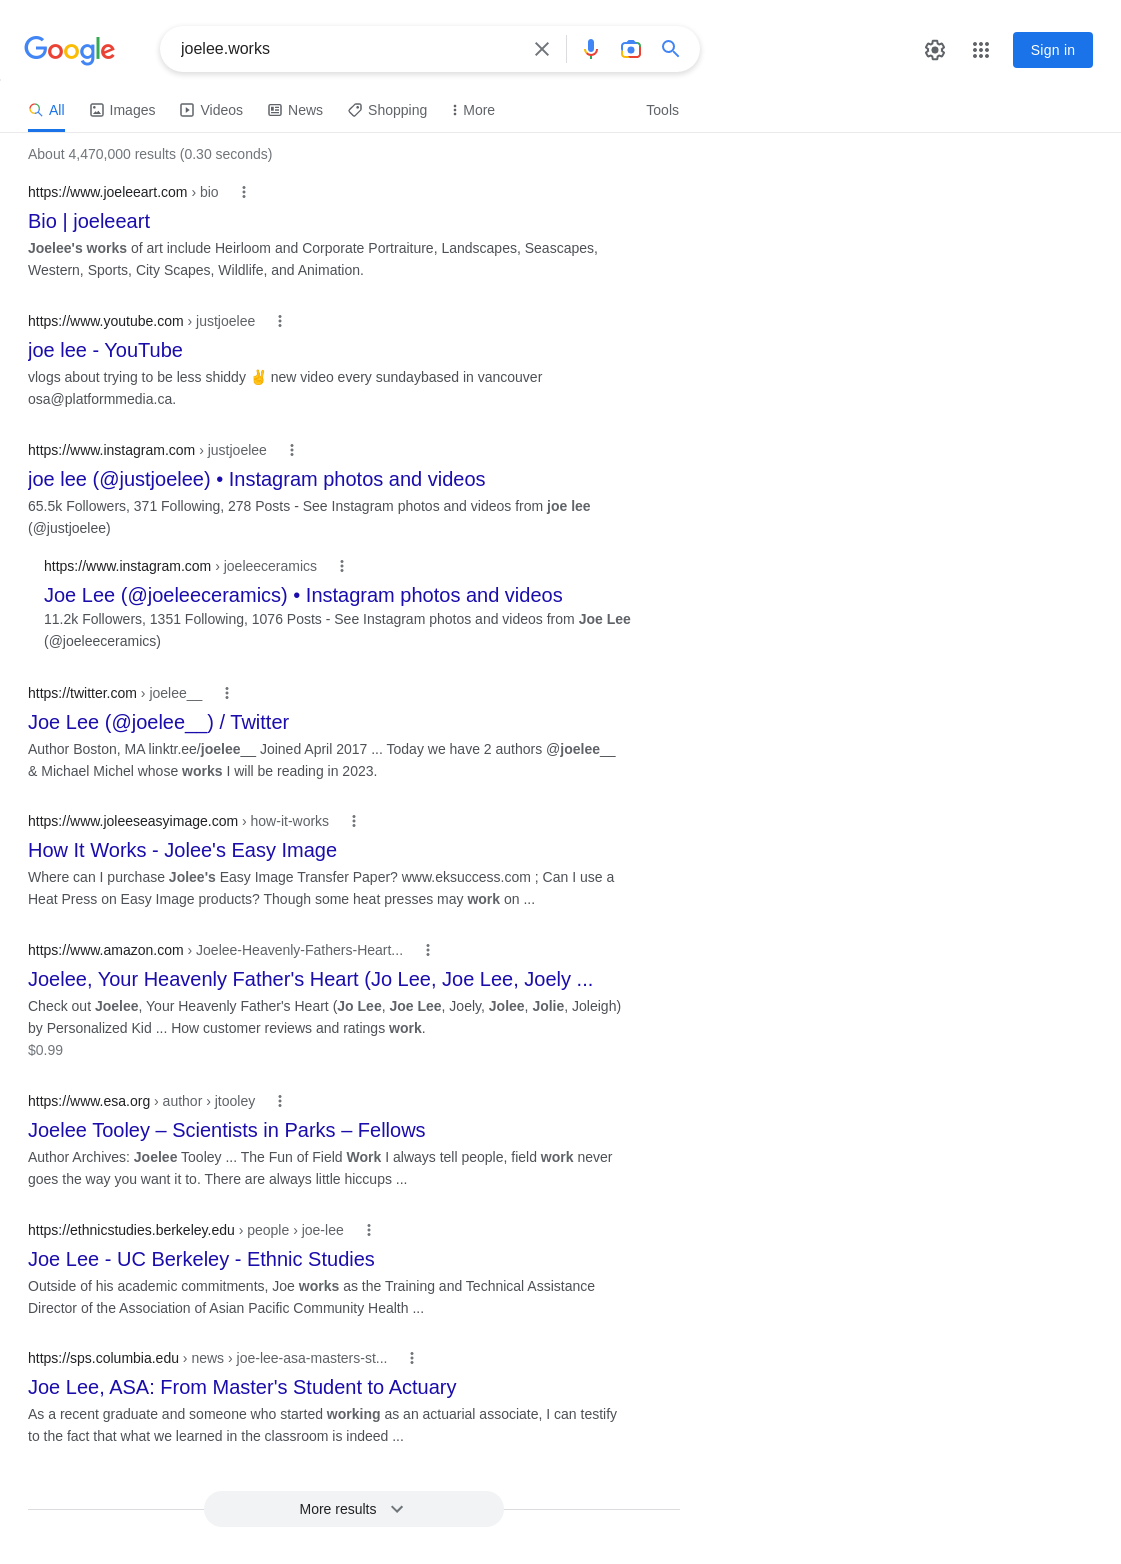 Google
joelee.works
Sign in
All Images Videos News Shopping More Tools
About 4,470,000 results (0.30 seconds)
https://www.joeleeart.com › bio
Bio | joeleeart
Joelee's works of art include Heirloom and Corporate Portraiture, Landscapes, Seascapes,
Western, Sports, City Scapes, Wildlife, and Animation.
https://www.youtube.com › justjoelee
joe lee - YouTube
vlogs about trying to be less shiddy ✌ new video every sundaybased in vancouver
osa@platformmedia.ca.
https://www.instagram.com › justjoelee
joe lee (@justjoelee) • Instagram photos and videos
65.5k Followers, 371 Following, 278 Posts - See Instagram photos and videos from joe lee
(@justjoelee)
https://www.instagram.com › joeleeceramics
Joe Lee (@joeleeceramics) • Instagram photos and videos
11.2k Followers, 1351 Following, 1076 Posts - See Instagram photos and videos from Joe Lee
(@joeleeceramics)
https://twitter.com › joelee__
Joe Lee (@joelee__) / Twitter
Author Boston, MA linktr.ee/joelee__ Joined April 2017 ... Today we have 2 authors @joelee__
& Michael Michel whose works I will be reading in 2023.
https://www.joleeseasyimage.com › how-it-works
How It Works - Jolee's Easy Image
Where can I purchase Jolee's Easy Image Transfer Paper? www.eksuccess.com ; Can I use a
Heat Press on Easy Image products? Though some heat presses may work on ...
https://www.amazon.com › Joelee-Heavenly-Fathers-Heart...
Joelee, Your Heavenly Father's Heart (Jo Lee, Joe Lee, Joely ...
Check out Joelee, Your Heavenly Father's Heart (Jo Lee, Joe Lee, Joely, Jolee, Jolie, Joleigh)
by Personalized Kid ... How customer reviews and ratings work.
$0.99
https://www.esa.org › author › jtooley
Joelee Tooley – Scientists in Parks – Fellows
Author Archives: Joelee Tooley ... The Fun of Field Work I always tell people, field work never
goes the way you want it to. There are always little hiccups ...
https://ethnicstudies.berkeley.edu › people › joe-lee
Joe Lee - UC Berkeley - Ethnic Studies
Outside of his academic commitments, Joe works as the Training and Technical Assistance
Director of the Association of Asian Pacific Community Health ...
https://sps.columbia.edu › news › joe-lee-asa-masters-st...
Joe Lee, ASA: From Master's Student to Actuary
As a recent graduate and someone who started working as an actuarial associate, I can testify
to the fact that what we learned in the classroom is indeed ...
More results